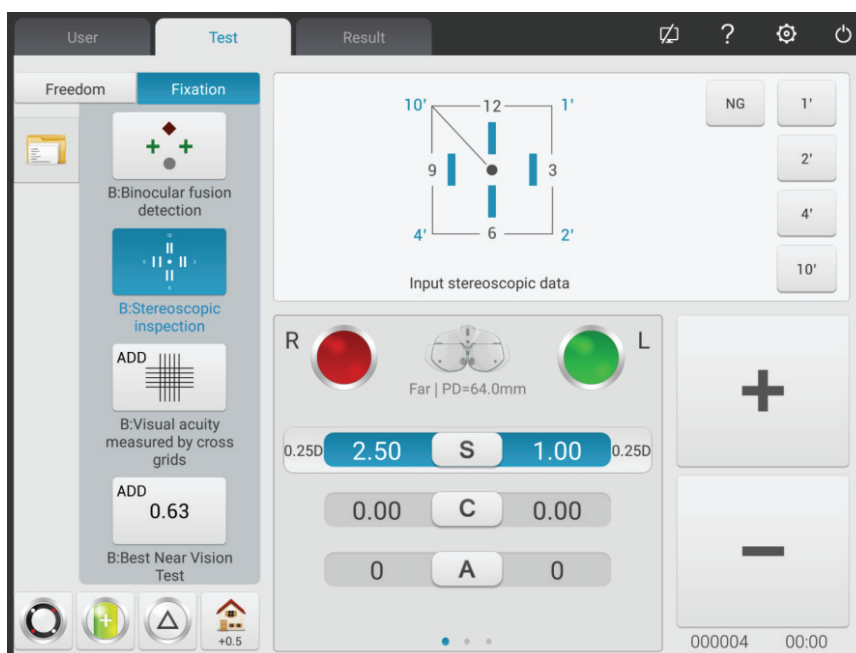 User
Test
Result
?
Freedom
Fixation
B:Binocular fusion
detection
B:Stereoscopic
inspection
ADD
B:Visual acuity
measured by cross
grids
ADD
0.63
B:Best Near Vision
Test
+0.5
10' 12 1'
9 3
4' 6 2'
Input stereoscopic data
NG
1'
2'
4'
10'
R L
Far | PD=64.0mm
0.25D 2.50 S 1.00 0.25D
0.00 C 0.00
0 A 0
+
−
000004 00:00